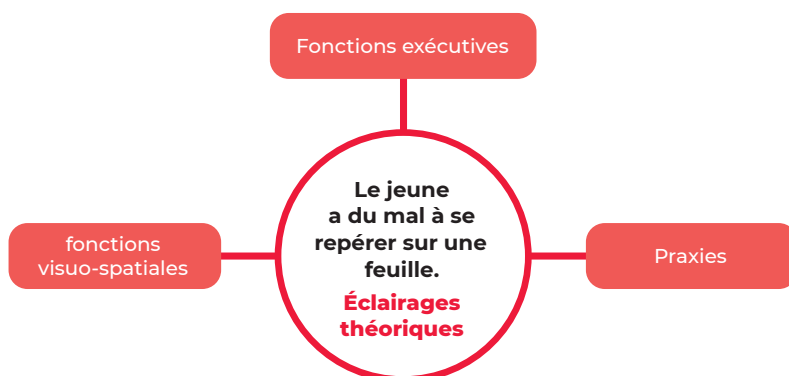 Fonctions exécutives
Le jeune
a du mal à se
repérer sur une
feuille.
Éclairages
théoriques
fonctions
visuo-spatiales
Praxies